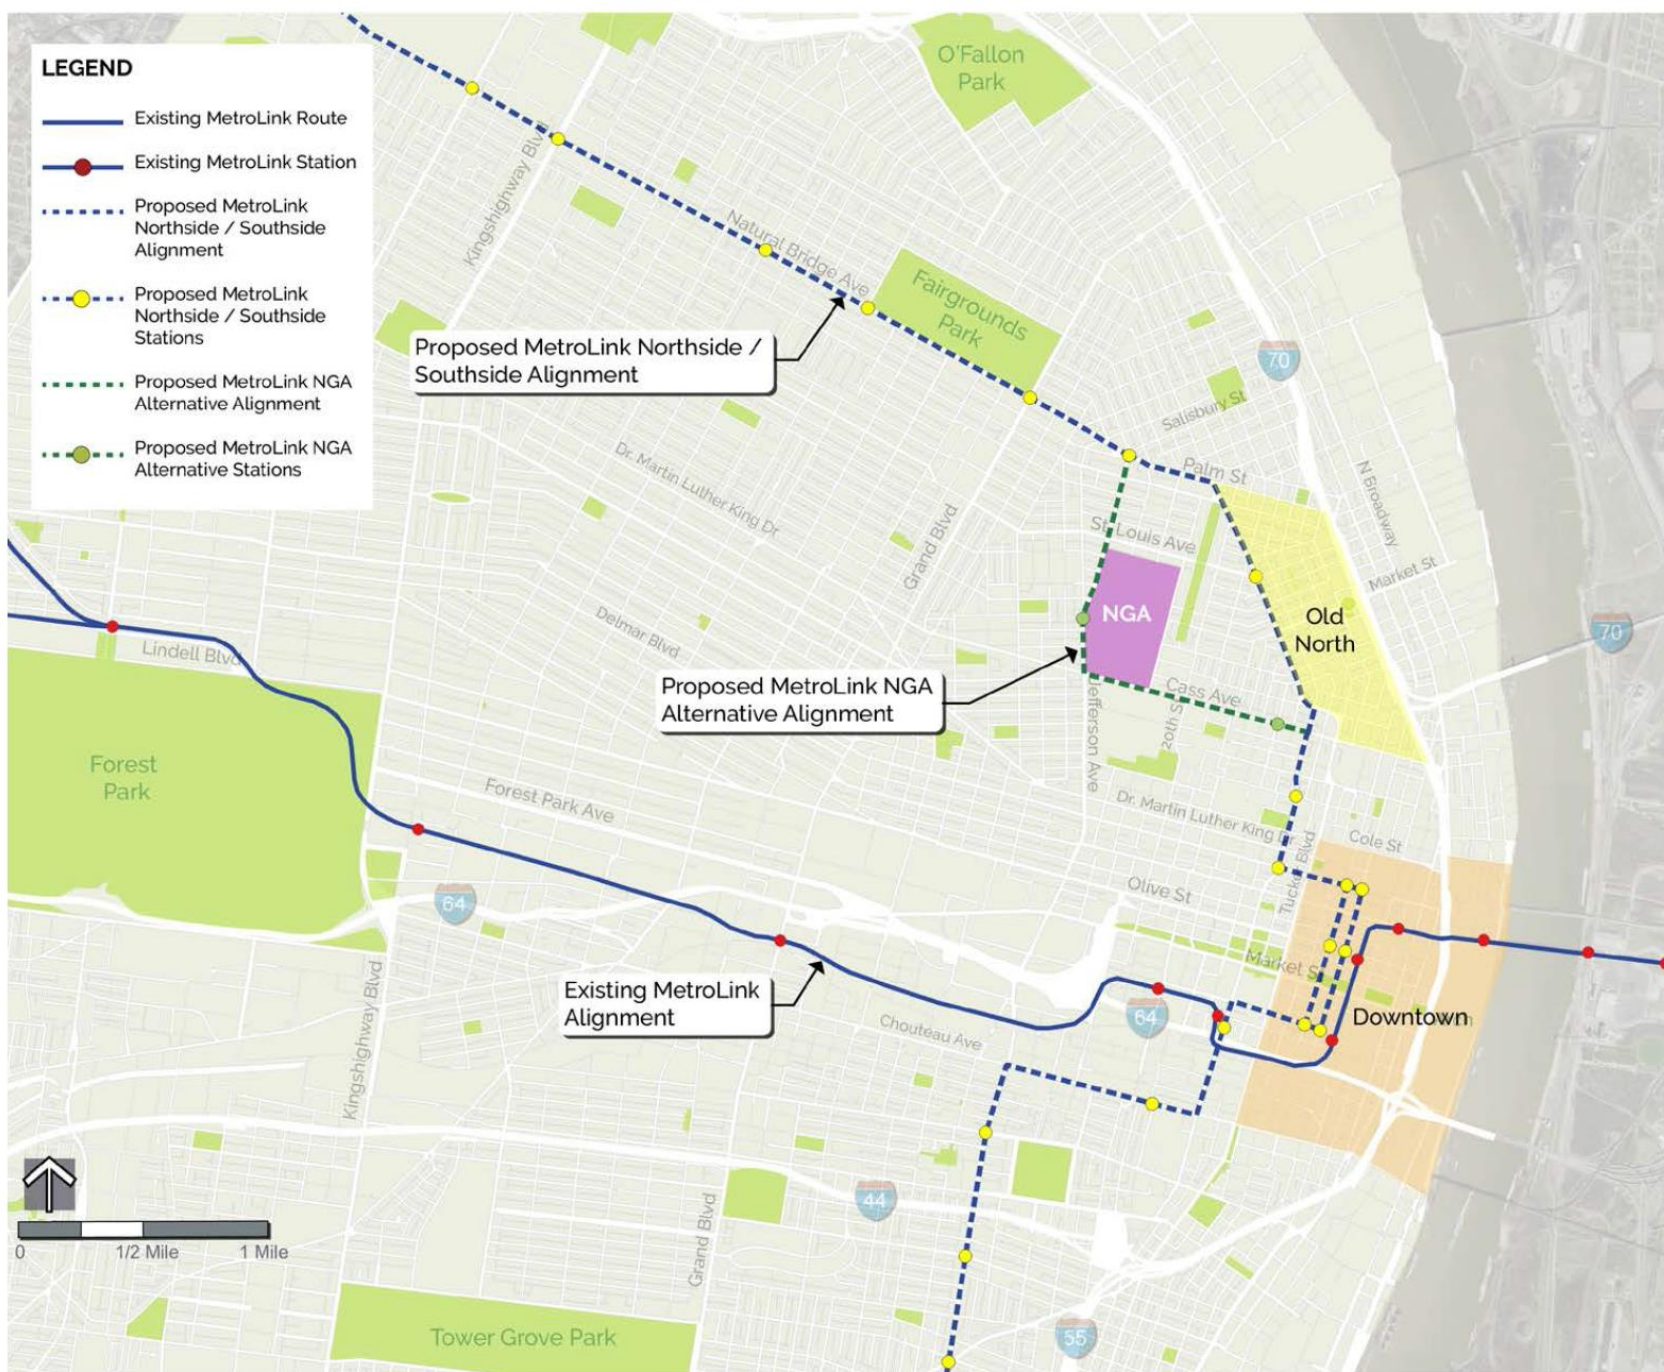 LEGEND
Existing MetroLink Route
Existing MetroLink Station
Proposed MetroLink
Northside / Southside
Alignment
Proposed MetroLink
Northside / Southside
Stations
Proposed MetroLink NGA
Alternative Alignment
Proposed MetroLink NGA
Alternative Stations
O'Fallon
Park
Kingshighway Blvd
Natural Bridge Ave
Fairgrounds
Park
Proposed MetroLink Northside /
Southside Alignment
70
Salisbury St
Palm St
N Broadway
Dr. Martin Luther King Dr
Grand Blvd
St. Louis Ave
Market St
NGA
Old
North
70
Delmar Blvd
Lindell Blvd
Proposed MetroLink NGA
Alternative Alignment
Cass Ave
20th St
Jefferson Ave
Forest
Park
Forest Park Ave
Dr. Martin Luther King Dr
Cole St
Tucker Blvd
Olive St
64
Market St
Existing MetroLink
Alignment
64
Downtown
Chouteau Ave
Kingshighway Blvd
44
Grand Blvd
0
1/2 Mile
1 Mile
Tower Grove Park
55